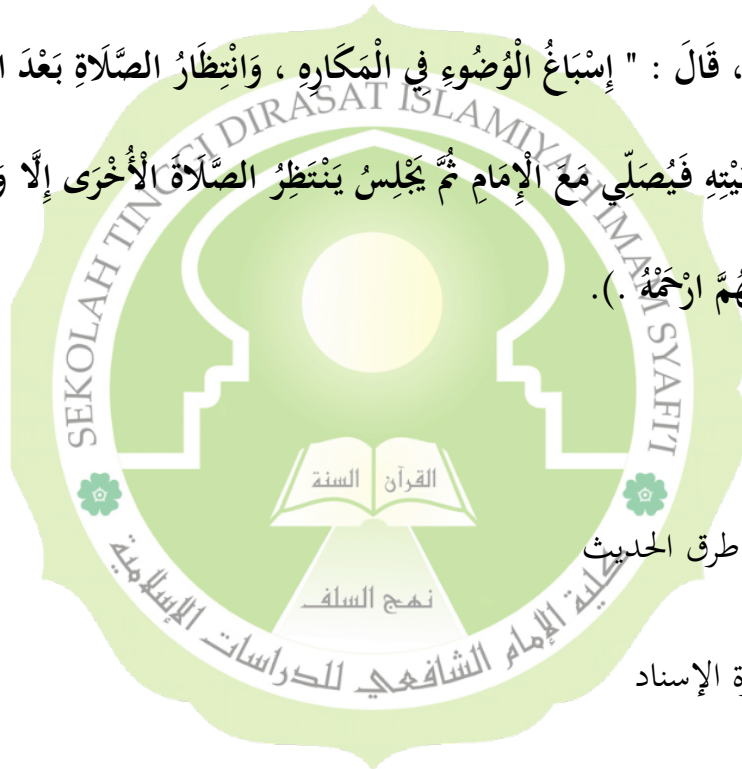 ، قَالَ : " إِسْبَاغُ الْوُضُوءِ فِي الْمَكَارِهِ ، وَانْتِظَارُ الصَّلَاةِ بَعْدَ
فَيُصَلِّي مَعَ الْإِمَامِ ثُمَّ يَجْلِسُ يَنْتَظِرُ الصَّلَاةَ الْأُخْرَى إِلَّا
ارْحَمْهُ .).
SEKOLAH TINGGI DIRASAT ISLAMIYAH IMAM SYAFI'I
القرآن السنة
نهج السلف
كلية الإمام الشافعي للدراسات الإسلامية
طرق الحديث
الإسناد